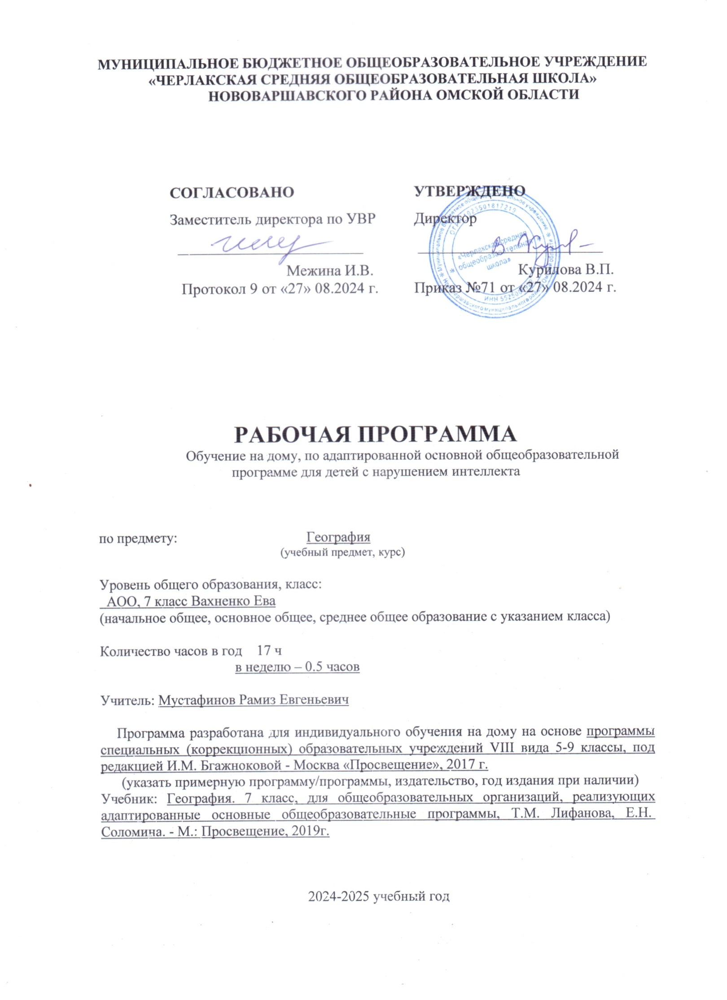 МУНИЦИПАЛЬНОЕ БЮДЖЕТНОЕ ОБЩЕОБРАЗОВАТЕЛЬНОЕ УЧРЕЖДЕНИЕ
«ЧЕРЛАКСКАЯ СРЕДНЯЯ ОБЩЕОБРАЗОВАТЕЛЬНАЯ ШКОЛА»
НОВОВАРШАВСКОГО РАЙОНА ОМСКОЙ ОБЛАСТИ
СОГЛАСОВАНО
Заместитель директора по УВР
Межина И.В.
Протокол 9 от «27» 08.2024 г.
УТВЕРЖДЕНО
Директор
Курилова В.П.
Приказ №71 от «27» 08.2024 г.
«Черлакская средняя
общеобразовательная
школа»
РАБОЧАЯ ПРОГРАММА
Обучение на дому, по адаптированной основной общеобразовательной
программе для детей с нарушением интеллекта
по предмету: География
(учебный предмет, курс)
Уровень общего образования, класс:
АОО, 7 класс Вахненко Ева
(начальное общее, основное общее, среднее общее образование с указанием класса)
Количество часов в год 17 ч
в неделю – 0.5 часов
Учитель: Мустафинов Рамиз Евгеньевич
Программа разработана для индивидуального обучения на дому на основе программы
специальных (коррекционных) образовательных учреждений VIII вида 5-9 классы, под
редакцией И.М. Бгажноковой - Москва «Просвещение», 2017 г.
(указать примерную программу/программы, издательство, год издания при наличии)
Учебник: География. 7 класс, для общеобразовательных организаций, реализующих
адаптированные основные общеобразовательные программы, Т.М. Лифанова, Е.Н.
Соломина. - М.: Просвещение, 2019г.
2024-2025 учебный год